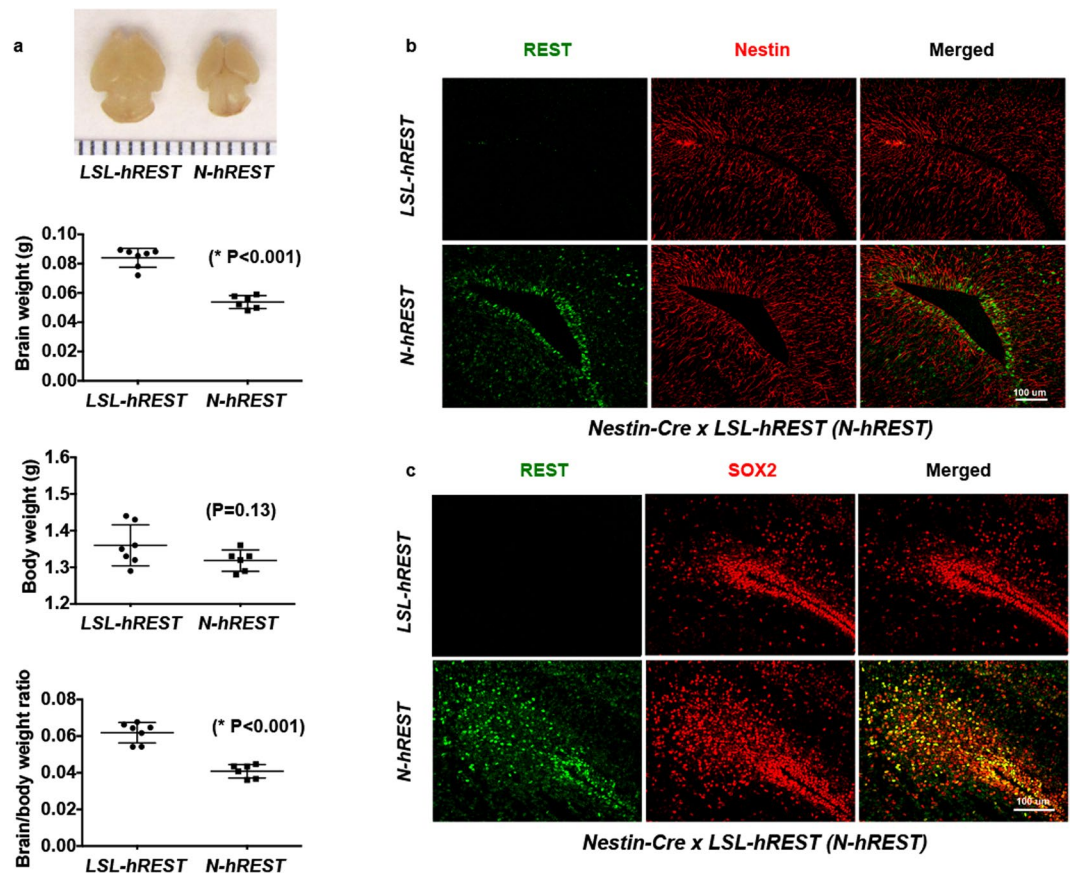 a
LSL-hREST N-hREST
Brain weight (g)
0.10
0.08
0.06
0.04
0.02
0.00
(* P<0.001)
LSL-hREST N-hREST
Body weight (g)
1.6
1.5
1.4
1.3
1.2
(P=0.13)
LSL-hREST N-hREST
Brain/body weight ratio
0.08
0.06
0.04
0.02
0.00
(* P<0.001)
LSL-hREST N-hREST
b
REST Nestin Merged
LSL-hREST
N-hREST
100 um
Nestin-Cre x LSL-hREST (N-hREST)
c
REST SOX2 Merged
LSL-hREST
N-hREST
100 um
Nestin-Cre x LSL-hREST (N-hREST)